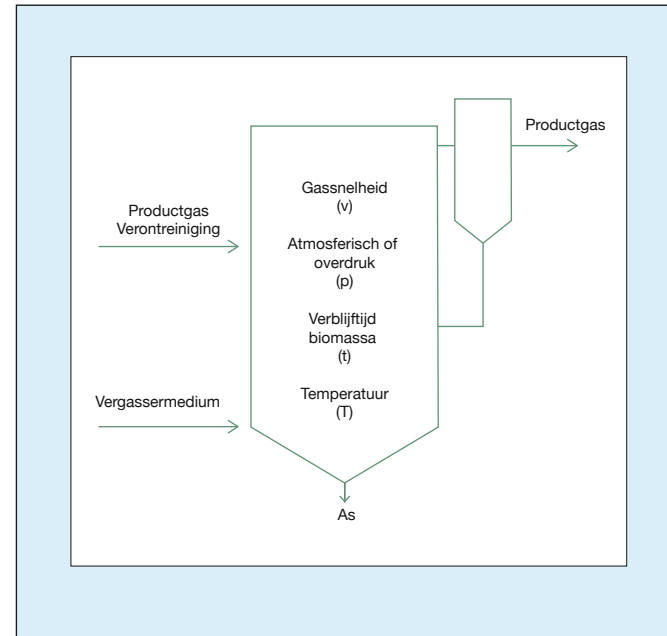 Productgas
Gassnelheid
(v)
Productgas
Verontreiniging
Atmosferisch of
overdruk
(p)
Verblijftijd
biomassa
(t)
Vergassermedium
Temperatuur
(T)
As